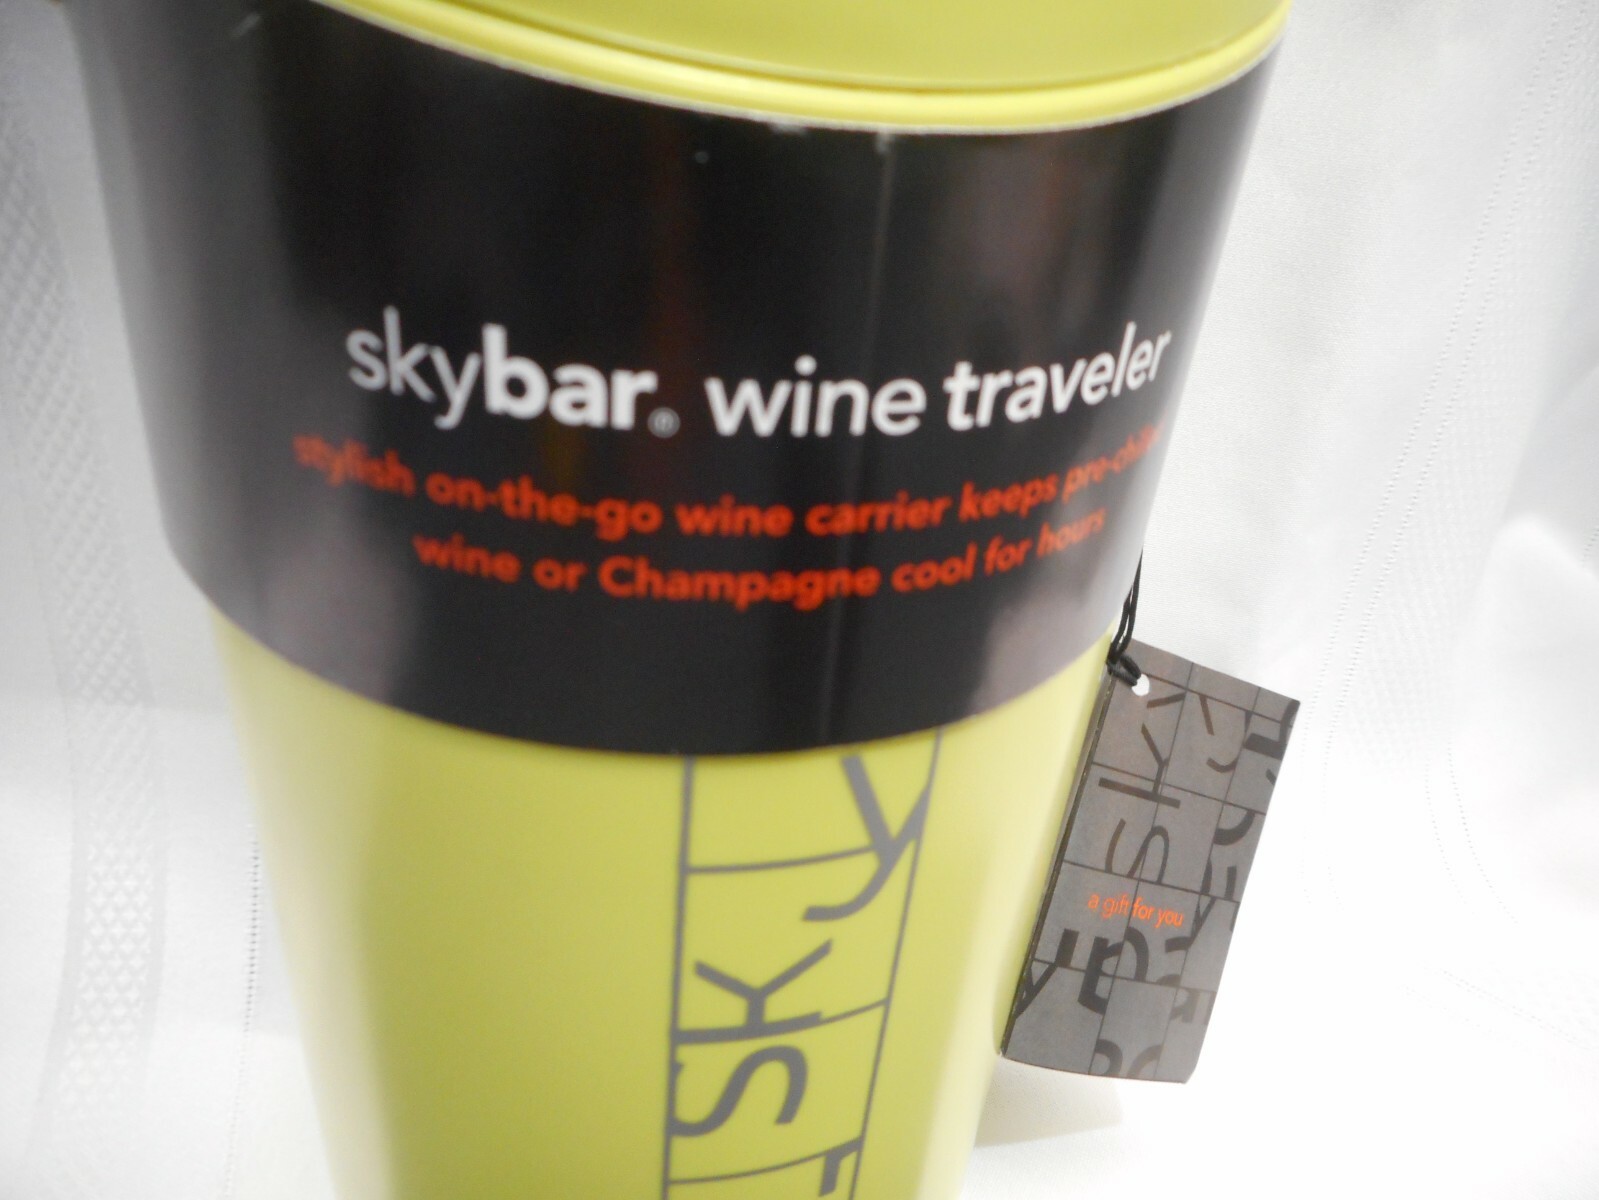 skybar® wine traveler
stylish on-the-go wine carrier keeps pre-chilled
wine or Champagne cool for hours
sky
sky
a gift for you